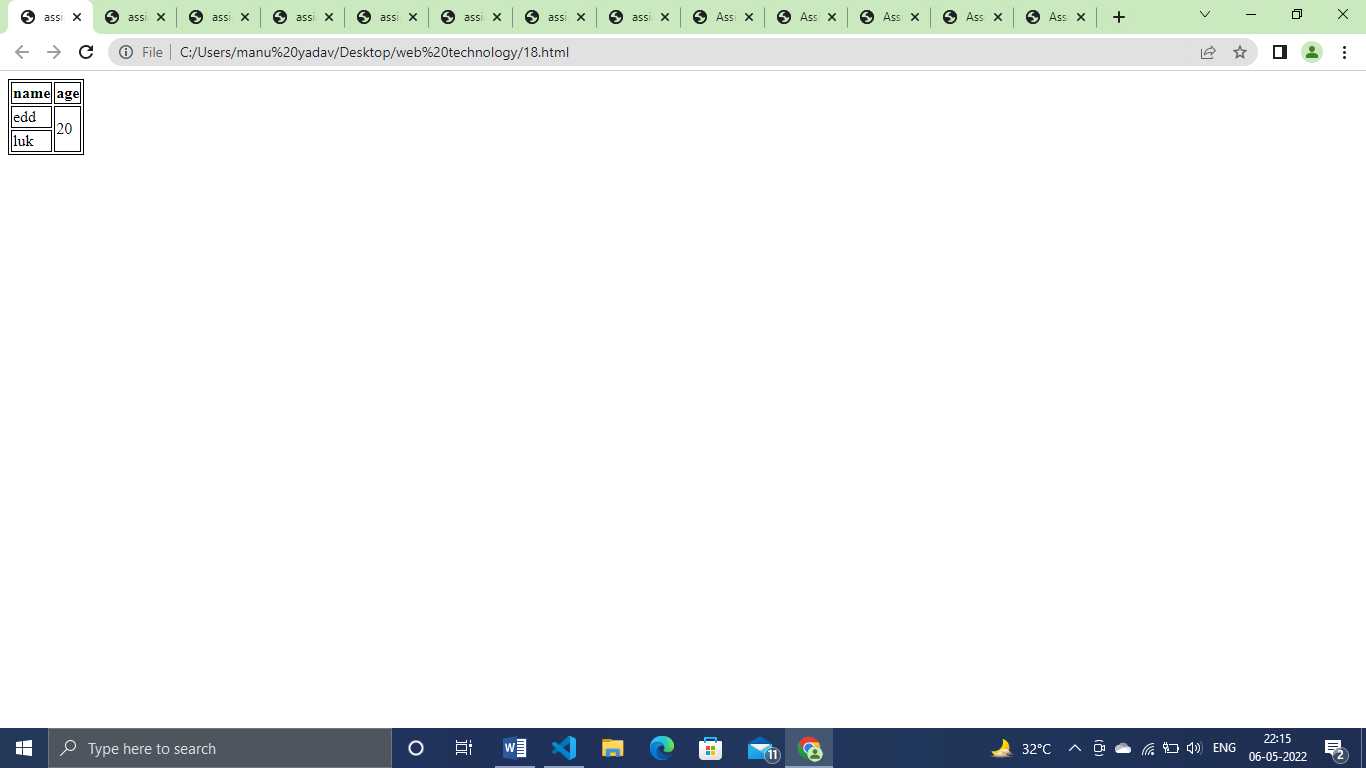 assi assi assi assi assi assi assi assi Assi Ass Ass Ass Ass
File C:/Users/manu%20yadav/Desktop/web%20technology/18.html
name age
edd
20
luk
Type here to search
W
11
32°C
ENG
22:15
06-05-2022
2